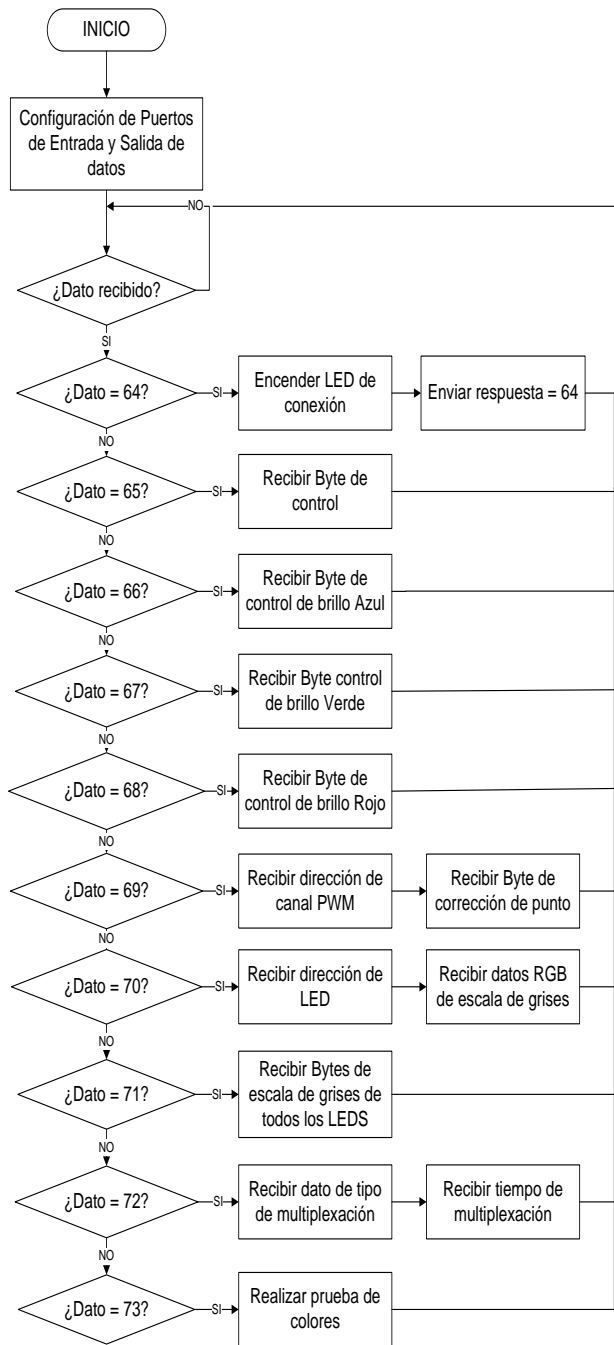 INICIO
Configuración de Puertos
de Entrada y Salida de
datos
NO
¿Dato recibido?
SI
¿Dato = 64?
SI
Encender LED de
conexión
Enviar respuesta = 64
NO
¿Dato = 65?
SI
Recibir Byte de
control
NO
¿Dato = 66?
SI
Recibir Byte de
control de brillo Azul
NO
¿Dato = 67?
SI
Recibir Byte control
de brillo Verde
NO
¿Dato = 68?
SI
Recibir Byte de
control de brillo Rojo
NO
¿Dato = 69?
SI
Recibir dirección de
canal PWM
Recibir Byte de
corrección de punto
NO
¿Dato = 70?
SI
Recibir dirección de
LED
Recibir datos RGB
de escala de grises
NO
¿Dato = 71?
SI
Recibir Bytes de
escala de grises de
todos los LEDS
NO
¿Dato = 72?
SI
Recibir dato de tipo
de multiplexación
Recibir tiempo de
multiplexación
NO
¿Dato = 73?
SI
Realizar prueba de
colores